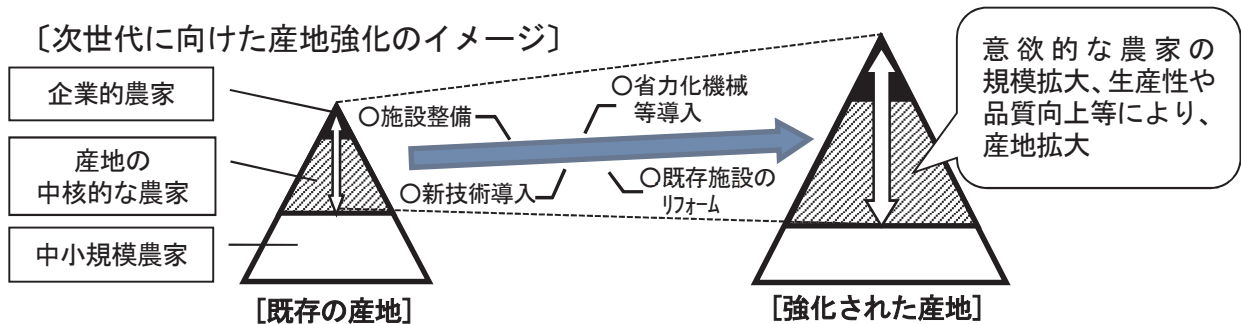 〔次世代に向けた産地強化のイメージ〕
企業的農家
産地の
中核的な農家
中小規模農家
○施設整備
○省力化機械
等導入
○新技術導入
○既存施設の
ﾘﾌｫｰﾑ
意欲的な農家の
規模拡大、生産性や
品質向上等により、
産地拡大
[既存の産地]
[強化された産地]